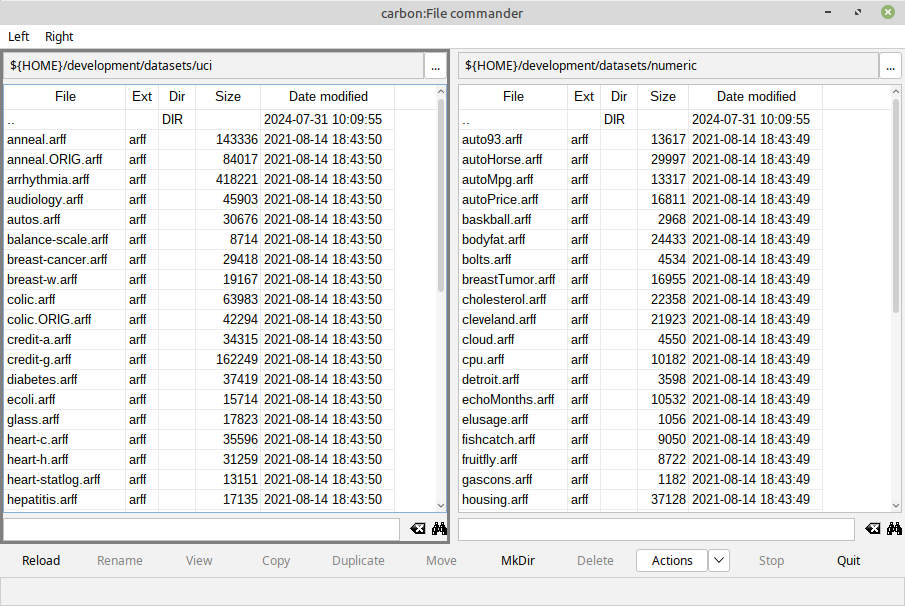 carbon:File commander
Left Right
${HOME}/development/datasets/uci ...
File Ext Dir Size Date modified
.. DIR 2024-07-31 10:09:55
anneal.arff arff 143336 2021-08-14 18:43:50
anneal.ORIG.arff arff 84017 2021-08-14 18:43:50
arrhythmia.arff arff 418221 2021-08-14 18:43:50
audiology.arff arff 45903 2021-08-14 18:43:50
autos.arff arff 30676 2021-08-14 18:43:50
balance-scale.arff arff 8714 2021-08-14 18:43:50
breast-cancer.arff arff 29418 2021-08-14 18:43:50
breast-w.arff arff 19167 2021-08-14 18:43:50
colic.arff arff 63983 2021-08-14 18:43:50
colic.ORIG.arff arff 42294 2021-08-14 18:43:50
credit-a.arff arff 34315 2021-08-14 18:43:50
credit-g.arff arff 162249 2021-08-14 18:43:50
diabetes.arff arff 37419 2021-08-14 18:43:50
ecoli.arff arff 15714 2021-08-14 18:43:50
glass.arff arff 17823 2021-08-14 18:43:50
heart-c.arff arff 35596 2021-08-14 18:43:50
heart-h.arff arff 31259 2021-08-14 18:43:50
heart-statlog.arff arff 13151 2021-08-14 18:43:50
hepatitis.arff arff 17135 2021-08-14 18:43:50
${HOME}/development/datasets/numeric ...
File Ext Dir Size Date modified
.. DIR 2024-07-31 10:09:55
auto93.arff arff 13617 2021-08-14 18:43:49
autoHorse.arff arff 29997 2021-08-14 18:43:49
autoMpg.arff arff 13317 2021-08-14 18:43:49
autoPrice.arff arff 16811 2021-08-14 18:43:49
baskball.arff arff 2968 2021-08-14 18:43:49
bodyfat.arff arff 24433 2021-08-14 18:43:49
bolts.arff arff 4534 2021-08-14 18:43:49
breastTumor.arff arff 16955 2021-08-14 18:43:49
cholesterol.arff arff 22358 2021-08-14 18:43:49
cleveland.arff arff 21923 2021-08-14 18:43:49
cloud.arff arff 4550 2021-08-14 18:43:49
cpu.arff arff 10182 2021-08-14 18:43:49
detroit.arff arff 3598 2021-08-14 18:43:49
echoMonths.arff arff 10532 2021-08-14 18:43:49
elusage.arff arff 1056 2021-08-14 18:43:49
fishcatch.arff arff 9050 2021-08-14 18:43:49
fruitfly.arff arff 8722 2021-08-14 18:43:49
gascons.arff arff 1182 2021-08-14 18:43:49
housing.arff arff 37128 2021-08-14 18:43:49
Reload Rename View Copy Duplicate Move MkDir Delete Actions Stop Quit